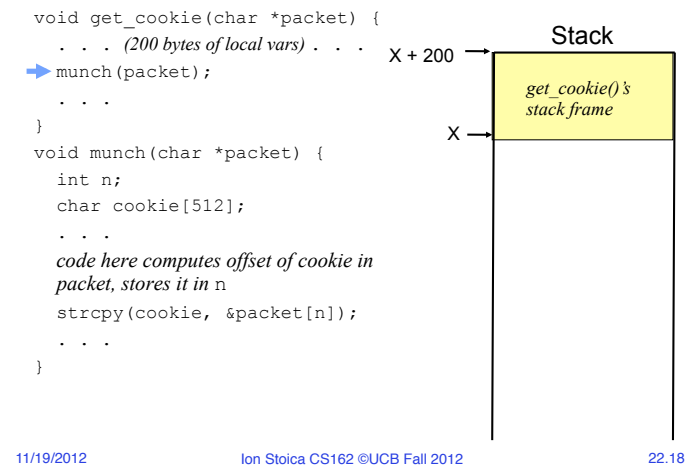 void get_cookie(char *packet) {
. . . (200 bytes of local vars) . . .
munch(packet);
. . .
}
void munch(char *packet) {
int n;
char cookie[512];
. . .
code here computes offset of cookie in
packet, stores it in n
strcpy(cookie, &packet[n]);
. . .
}
Stack
X + 200
get_cookie()'s
stack frame
X
11/19/2012
Ion Stoica CS162 ©UCB Fall 2012
22.18